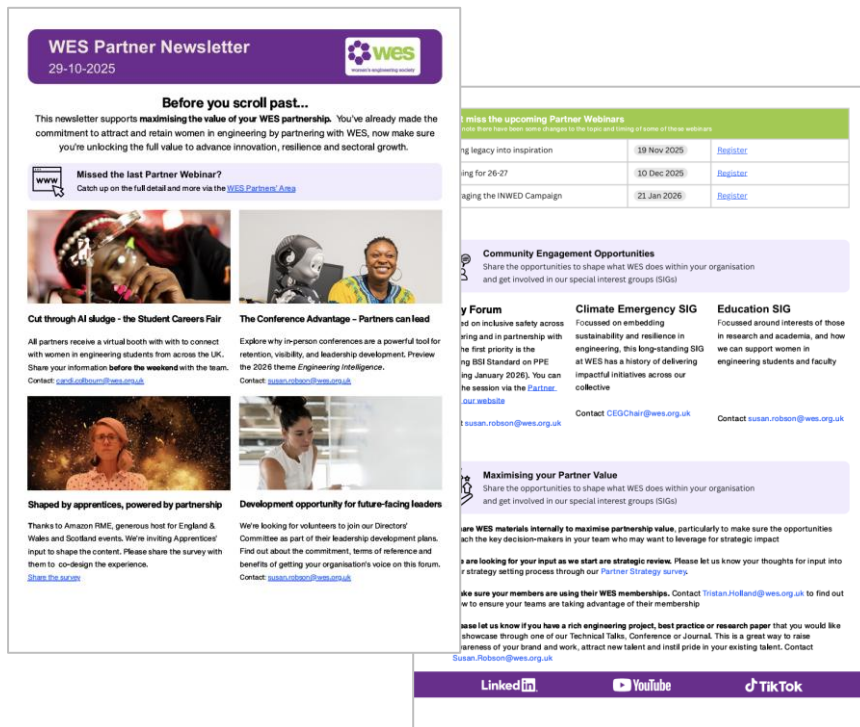 WES Partner Newsletter
29-10-2025
wes
women's engineering society
Before you scroll past...
This newsletter supports maximising the value of your WES partnership. You've already made the
commitment to attract and retain women in engineering by partnering with WES, now make sure
you're unlocking the full value to advance innovation, resilience and sectoral growth.
www
Missed the last Partner Webinar?
Catch up on the full detail and more via the WES Partners' Area
Cut through AI sludge - the Student Careers Fair
All partners receive a virtual booth with with to connect
with women in engineering students from across the UK.
Share your information before the weekend with the team.
Contact: candi.colbourn@wes.org.uk
The Conference Advantage – Partners can lead
Explore why in-person conferences are a powerful tool for
retention, visibility, and leadership development. Preview
the 2026 theme Engineering Intelligence.
Contact: susan.robson@wes.org.uk
Shaped by apprentices, powered by partnership
Thanks to Amazon RME, generous host for England &
Wales and Scotland events. We're inviting Apprentices'
input to shape the content. Please share the survey with
them to co-design the experience.
Share the survey
Development opportunity for future-facing leaders
We're looking for volunteers to join our Directors'
Committee as part of their leadership development plans.
Find out about the commitment, terms of reference and
benefits of getting your organisation's voice on this forum.
Contact: susan.robson@wes.org.uk
t miss the upcoming Partner Webinars
note there have been some changes to the topic and timing of some of these webinars
ng legacy into inspiration 19 Nov 2025 Register
ing for 26-27 10 Dec 2025 Register
raging the INWED Campaign 21 Jan 2026 Register
Community Engagement Opportunities
Share the opportunities to shape what WES does within your organisation
and get involved in our special interest groups (SIGs)
y Forum
ed on inclusive safety across
ering and in partnership with
he first priority is the
ng BSI Standard on PPE
ing January 2026). You can
he session via the Partner
our website
t susan.robson@wes.org.uk
Climate Emergency SIG
Focussed on embedding
sustainability and resilience in
engineering, this long-standing SIG
at WES has a history of delivering
impactful initiatives across our
collective
Contact CEGChair@wes.org.uk
Education SIG
Focussed around interests of those
in research and academia, and how
we can support women in
engineering students and faculty
Contact susan.robson@wes.org.uk
Maximising your Partner Value
Share the opportunities to shape what WES does within your organisation
and get involved in our special interest groups (SIGs)
are WES materials internally to maximise partnership value, particularly to make sure the opportunities
ach the key decision-makers in your team who may want to leverage for strategic impact
e are looking for your input as we start are strategic review. Please let us know your thoughts for input into
r strategy setting process through our Partner Strategy survey.
ke sure your members are using their WES memberships. Contact Tristan.Holland@wes.org.uk to find out
w to ensure your teams are taking advantage of their membership
ease let us know if you have a rich engineering project, best practice or research paper that you would like
showcase through one of our Technical Talks, Conference or Journal. This is a great way to raise
areness of your brand and work, attract new talent and instil pride in your existing talent. Contact
Susan.Robson@wes.org.uk
Linked in
YouTube
TikTok